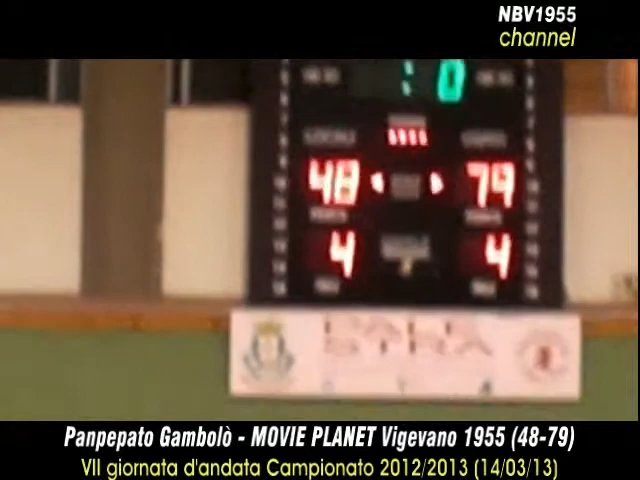 NBV1955
channel
: 0
48 79
4 4
Panpepato Gambolò - MOVIE PLANET Vigevano 1955 (48-79)
VII giornata d'andata Campionato 2012/2013 (14/03/13)